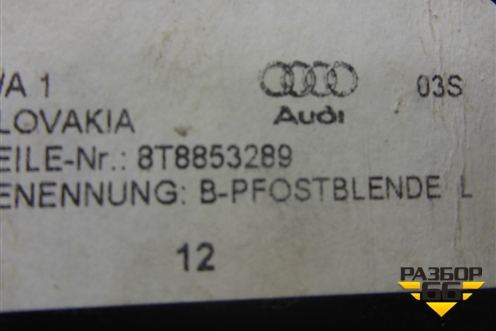 VA 1
LOVAKIA
Audi
03S
EILE-Nr.: 8T8853289
ENENNUNG: B-PFOSTBLENDE L
12
РАЗБОР
66